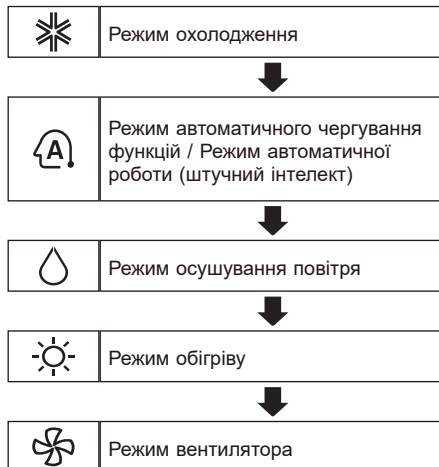 Режим охолодження
A
Режим автоматичного чергування
функцій / Режим автоматичної
роботи (штучний інтелект)
Режим осушування повітря
Режим обігріву
Режим вентилятора